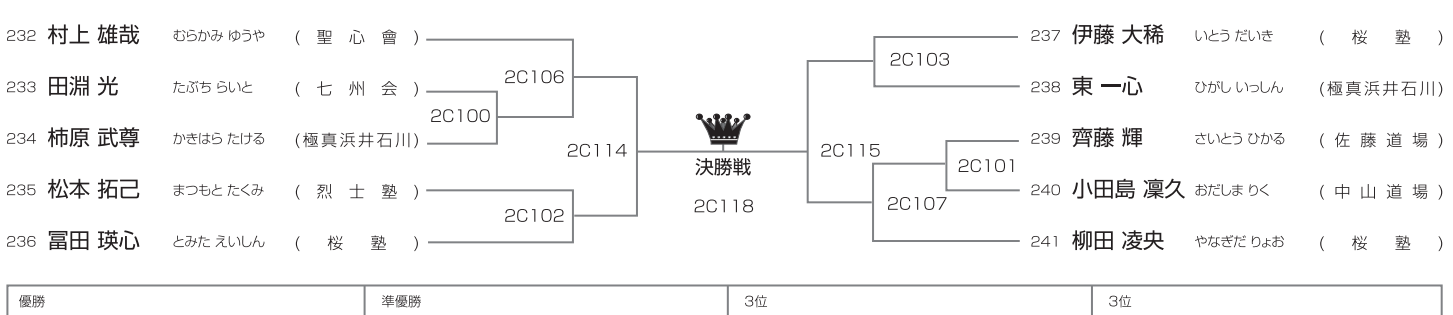 232 村上 雄哉 むらかみ ゆうや ( 聖 心 會 )
233 田淵 光 たぶち らいと ( 七 州 会 )
234 柿原 武尊 かきはら たける (極真浜井石川)
235 松本 拓己 まつもと たくみ ( 烈 士 塾 )
236 冨田 瑛心 とみた えいしん ( 桜 塾 )
2C106
2C100
2C114
2C102
決勝戦
2C118
2C103
2C115
2C101
2C107
237 伊藤 大稀 いとう だいき ( 桜 塾 )
238 東 一心 ひがし いっしん (極真浜井石川)
239 齊藤 輝 さいとう ひかる ( 佐 藤 道 場 )
240 小田島 凜久 おだしま りく ( 中 山 道 場 )
241 柳田 凌央 やなぎだ りょお ( 桜 塾 )
優勝
準優勝
3位
3位